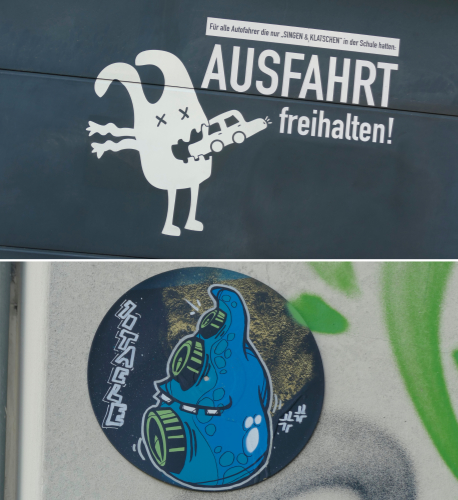 Für alle Autofahrer die nur „SINGEN & KLATSCHEN" in der Schule hatten:
AUSFAHRT
freihalten!